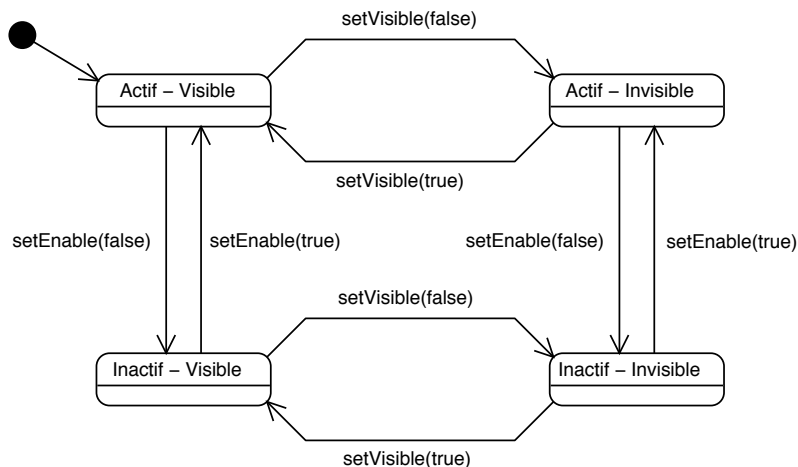 setVisible(false)
Actif – Visible
Actif – Invisible
setVisible(true)
setEnable(false)
setEnable(true)
setEnable(false)
setEnable(true)
setVisible(false)
Inactif – Visible
Inactif – Invisible
setVisible(true)